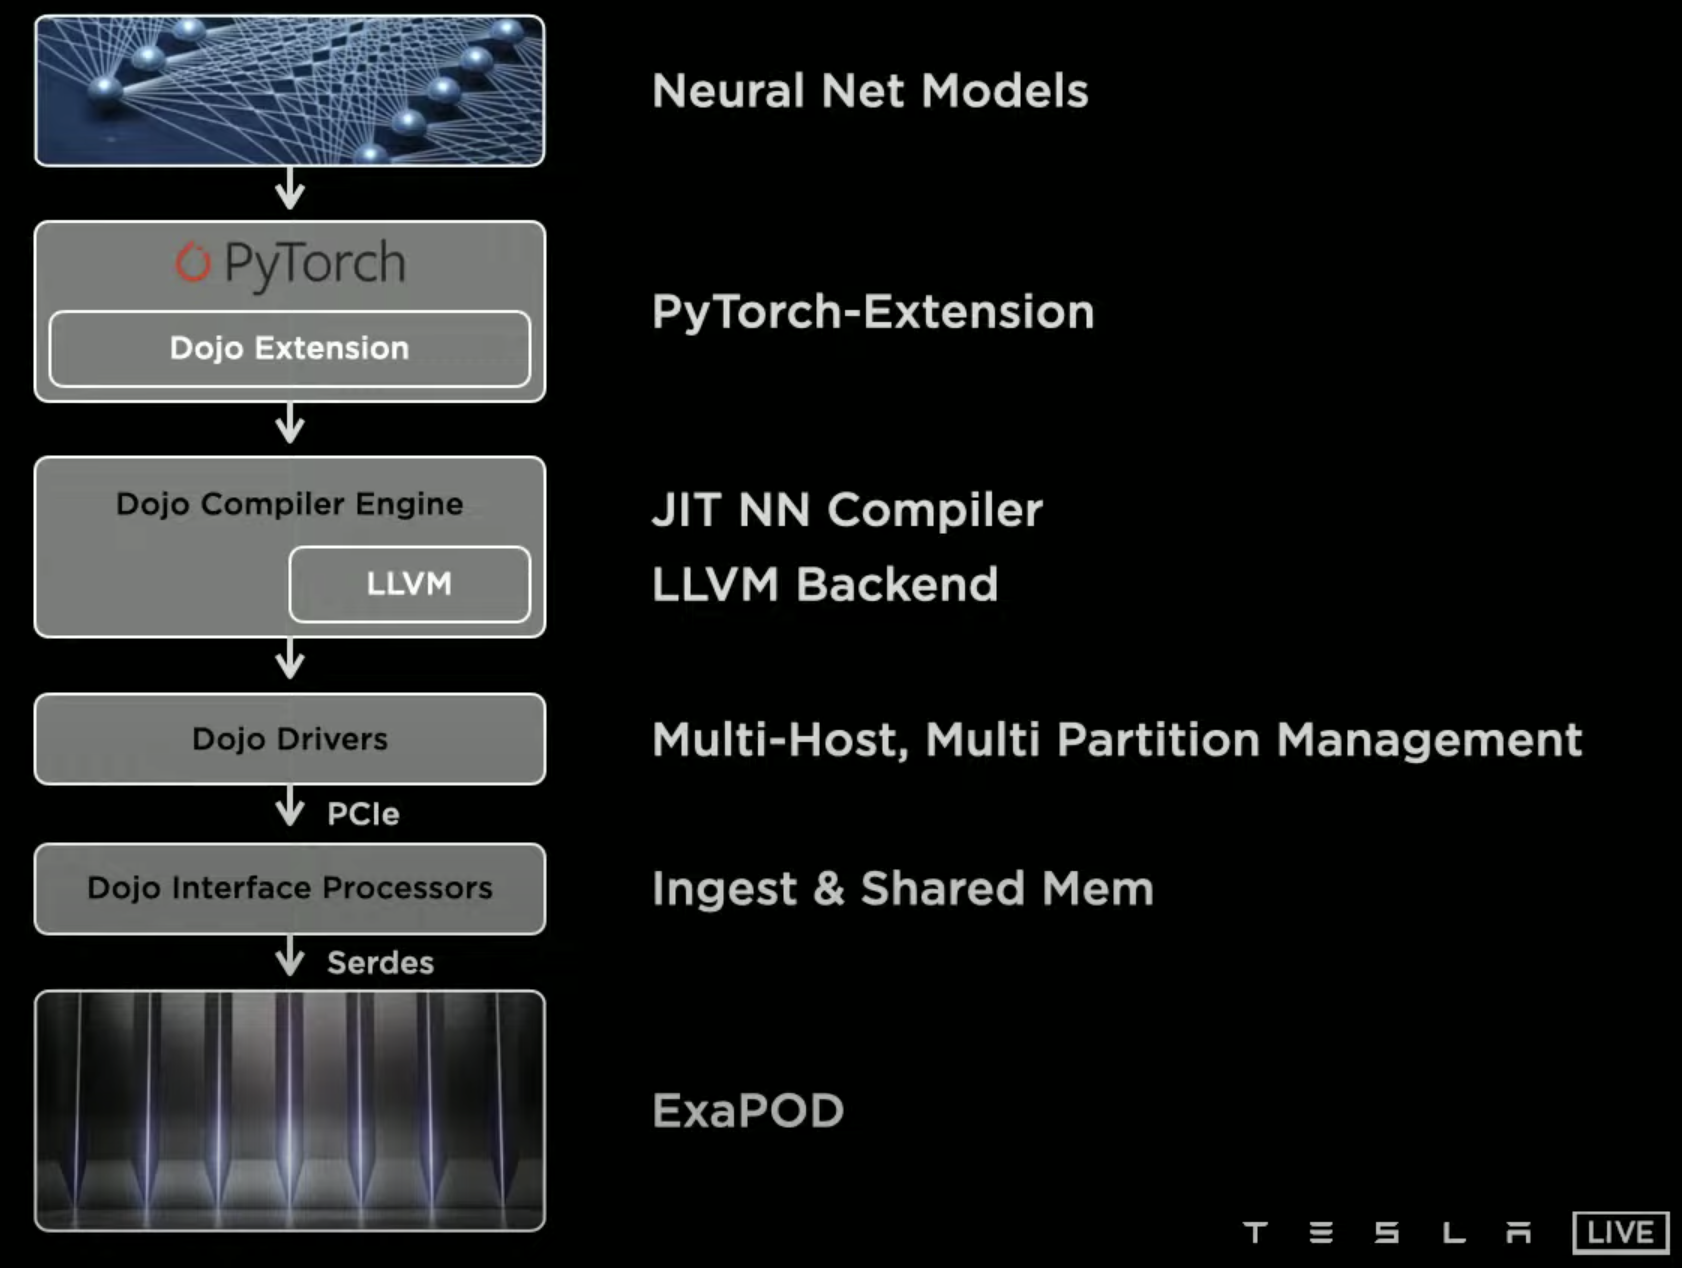 Neural Net Models
PyTorch
Dojo Extension
PyTorch-Extension
Dojo Compiler Engine
LLVM
JIT NN Compiler
LLVM Backend
Dojo Drivers
Multi-Host, Multi Partition Management
PCIe
Dojo Interface Processors
Ingest & Shared Mem
Serdes
ExaPOD
TESLA LIVE